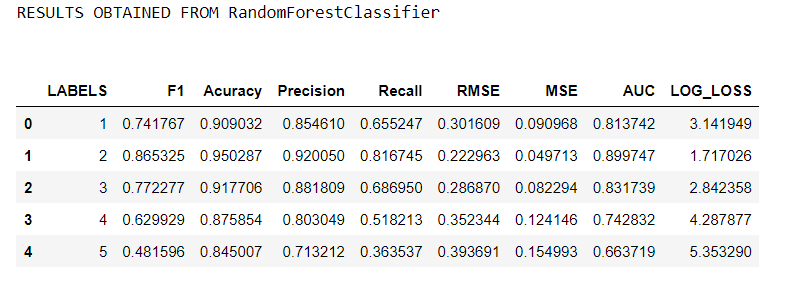 RESULTS OBTAINED FROM RandomForestClassifier
LABELS F1 Acuracy Precision Recall RMSE MSE AUC LOG_LOSS
0 1 0.741767 0.909032 0.854610 0.655247 0.301609 0.090968 0.813742 3.141949
1 2 0.865325 0.950287 0.920050 0.816745 0.222963 0.049713 0.899747 1.717026
2 3 0.772277 0.917706 0.881809 0.686950 0.286870 0.082294 0.831739 2.842358
3 4 0.629929 0.875854 0.803049 0.518213 0.352344 0.124146 0.742832 4.287877
4 5 0.481596 0.845007 0.713212 0.363537 0.393691 0.154993 0.663719 5.353290